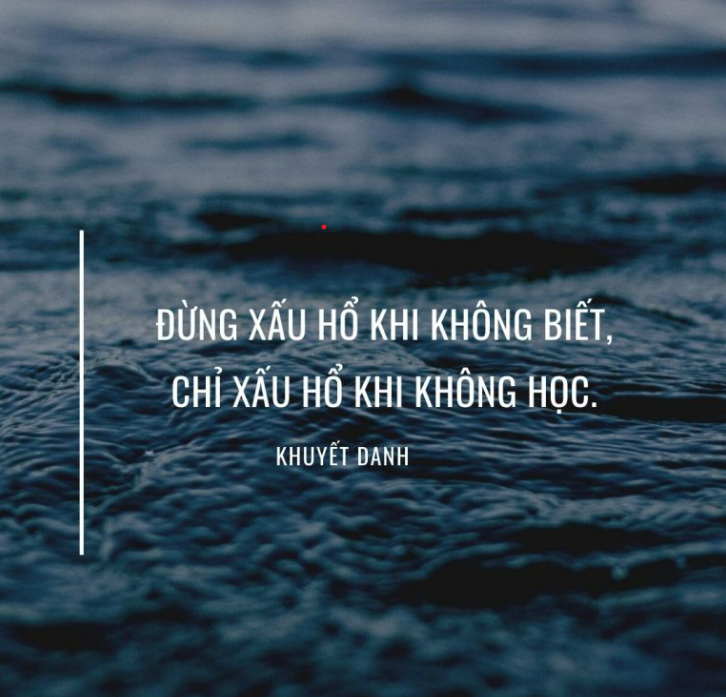 ĐỪNG XẤU HỔ KHI KHÔNG BIẾT,
CHỈ XẤU HỔ KHI KHÔNG HỌC.
KHUYẾT DANH